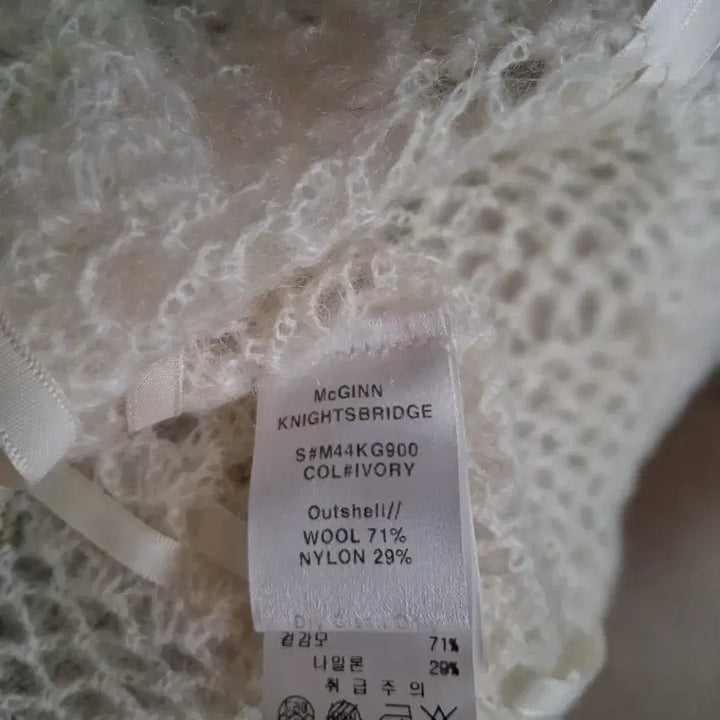 McGINN
KNIGHTSBRIDGE
S#M44KG900
COL#IVORY
Outshell//
WOOL 71%
NYLON 29%
겉감모 71%
나일론 29%
취급주의